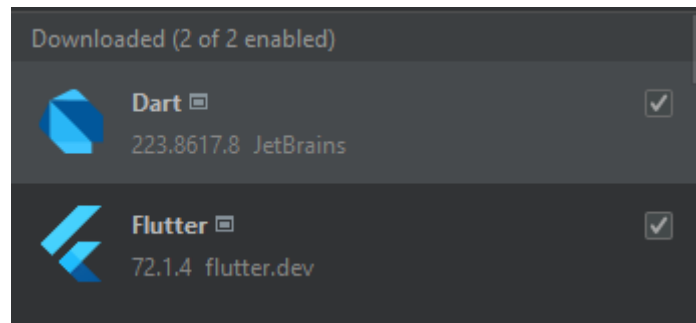 Downloaded (2 of 2 enabled)
Dart
223.8617.8 JetBrains
Flutter
72.1.4 flutter.dev